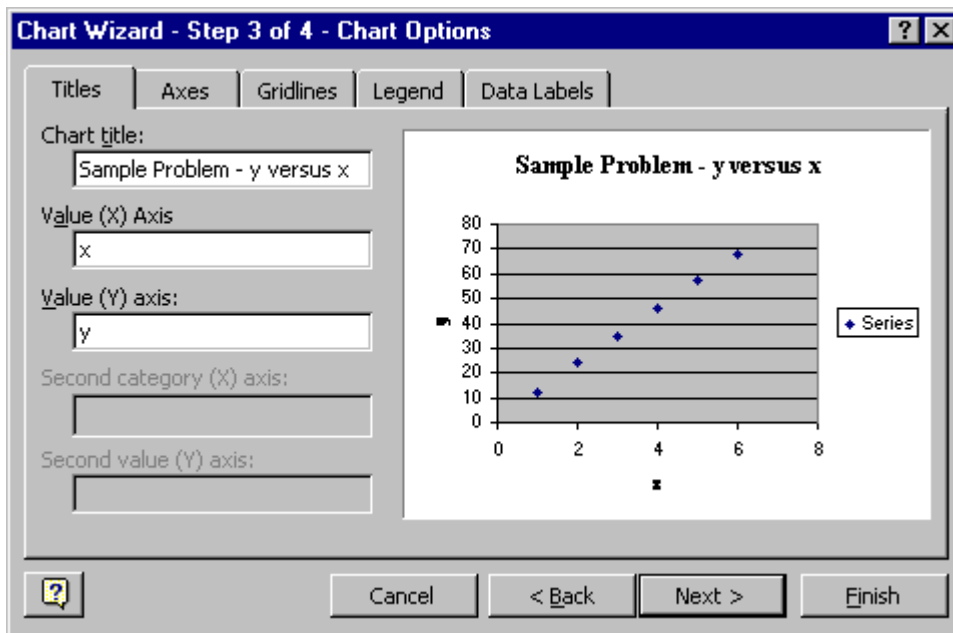 Chart Wizard - Step 3 of 4 - Chart Options
Titles Axes Gridlines Legend Data Labels
Chart title:
Sample Problem - y versus x
Value (X) Axis
x
Value (Y) axis:
y
Second category (X) axis:
Second value (Y) axis:
Sample Problem - y versus x
80
70
60
50
40
30
20
10
0
0 2 4 6 8
y
x
Series
Cancel < Back Next > Finish